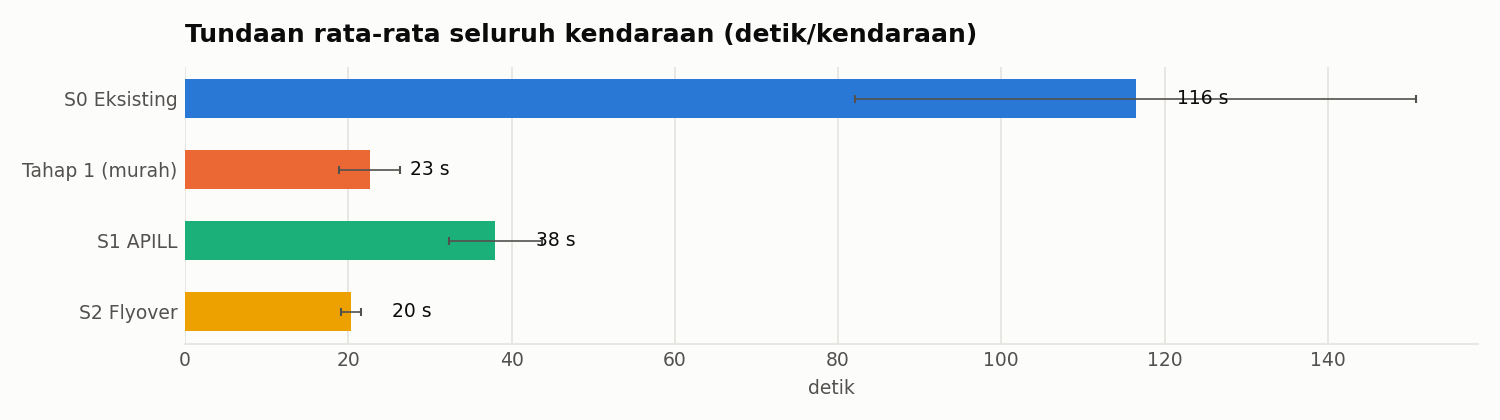 Tundaan rata-rata seluruh kendaraan (detik/kendaraan)
S0 Eksisting
116 s
Tahap 1 (murah)
23 s
S1 APILL
38 s
S2 Flyover
20 s
0 20 40 60 80 100 120 140
detik